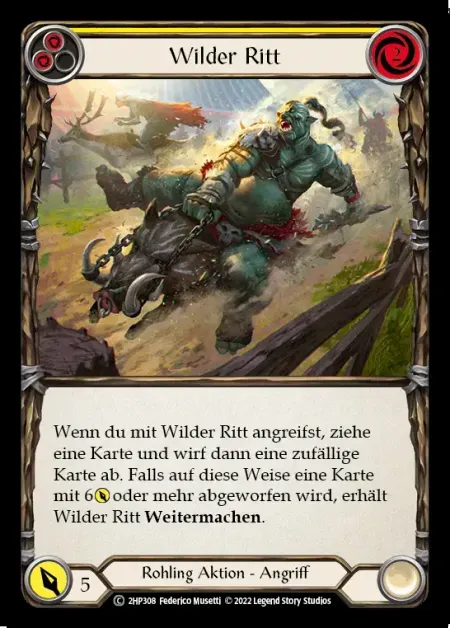 Wilder Ritt
2
Wenn du mit Wilder Ritt angreifst, ziehe
eine Karte und wirf dann eine zufällige
Karte ab. Falls auf diese Weise eine Karte
mit 6 oder mehr abgeworfen wird, erhält
Wilder Ritt Weitermachen.
5
Rohling Aktion - Angriff
C 2HP308 Federico Musetti © 2022 Legend Story Studios